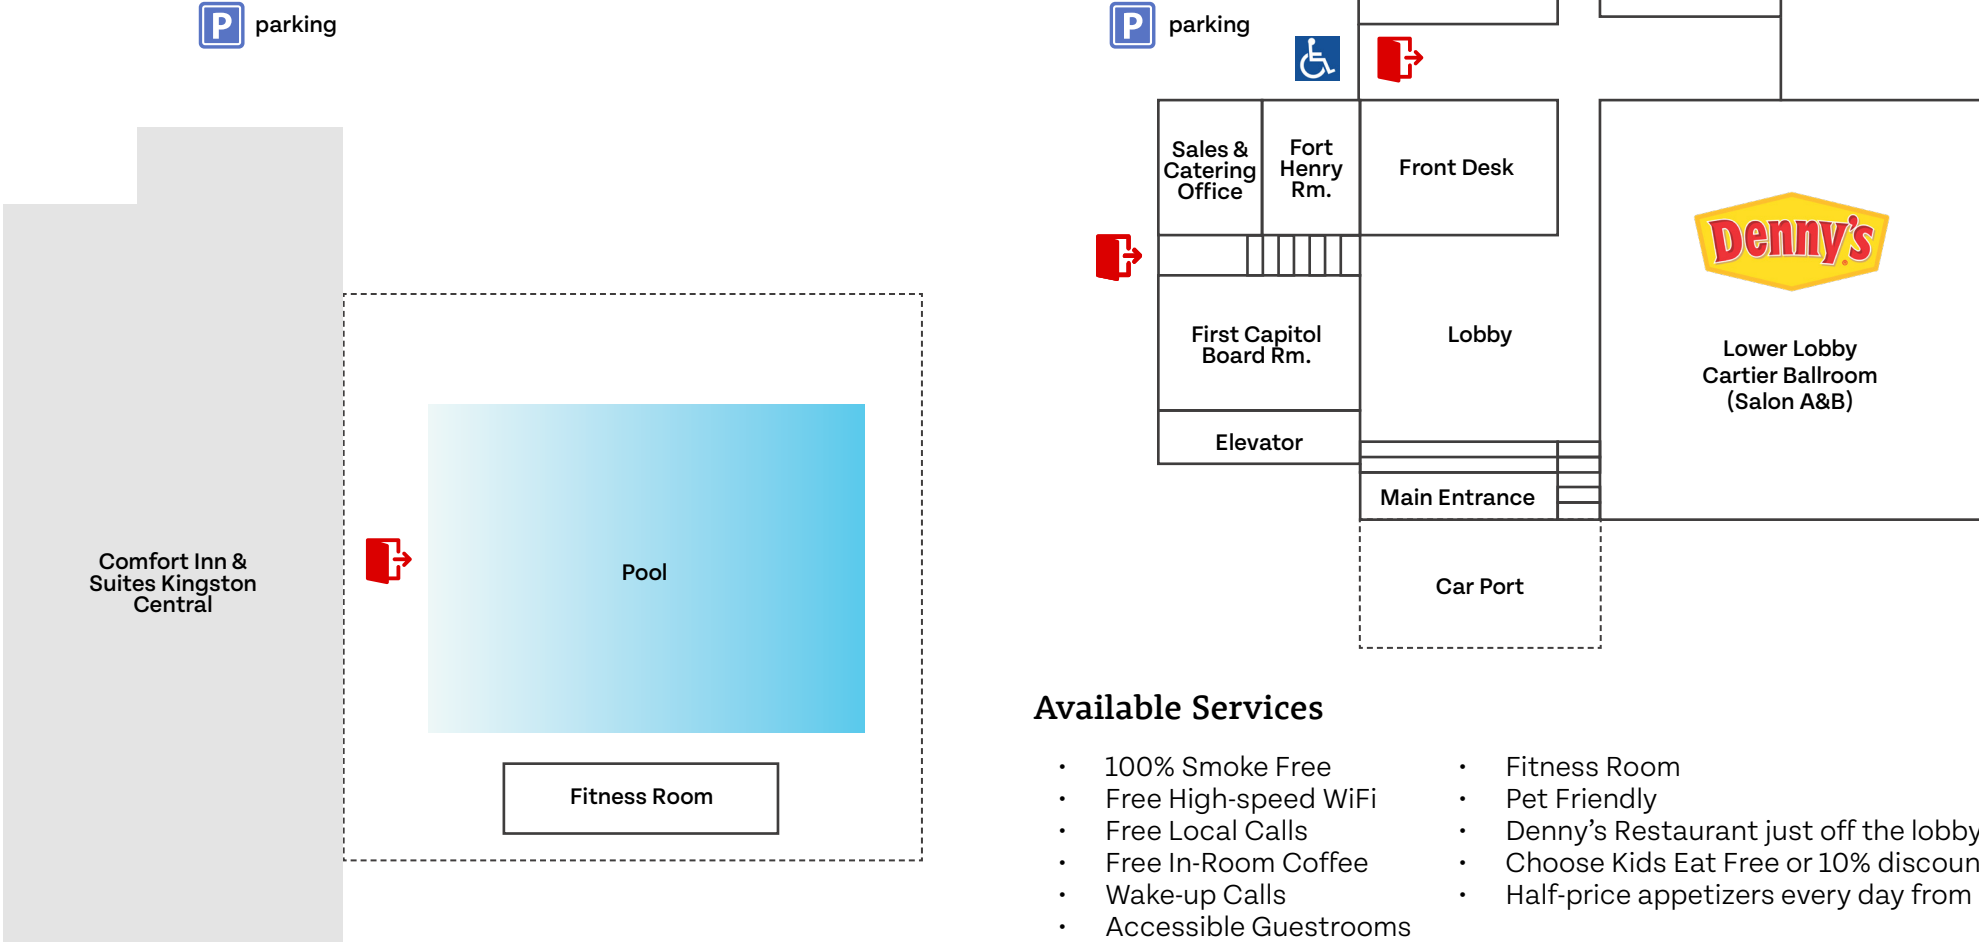 P parking
P parking
Sales &
Catering
Office
Fort
Henry
Rm.
Front Desk
Denny's
First Capitol
Board Rm.
Lobby
Lower Lobby
Cartier Ballroom
(Salon A&B)
Elevator
Main Entrance
Car Port
Comfort Inn &
Suites Kingston
Central
Pool
Fitness Room
Available Services
• 100% Smoke Free
• Free High-speed WiFi
• Free Local Calls
• Free In-Room Coffee
• Wake-up Calls
• Accessible Guestrooms
• Fitness Room
• Pet Friendly
• Denny’s Restaurant just off the lobby
• Choose Kids Eat Free or 10% discoun
• Half-price appetizers every day from